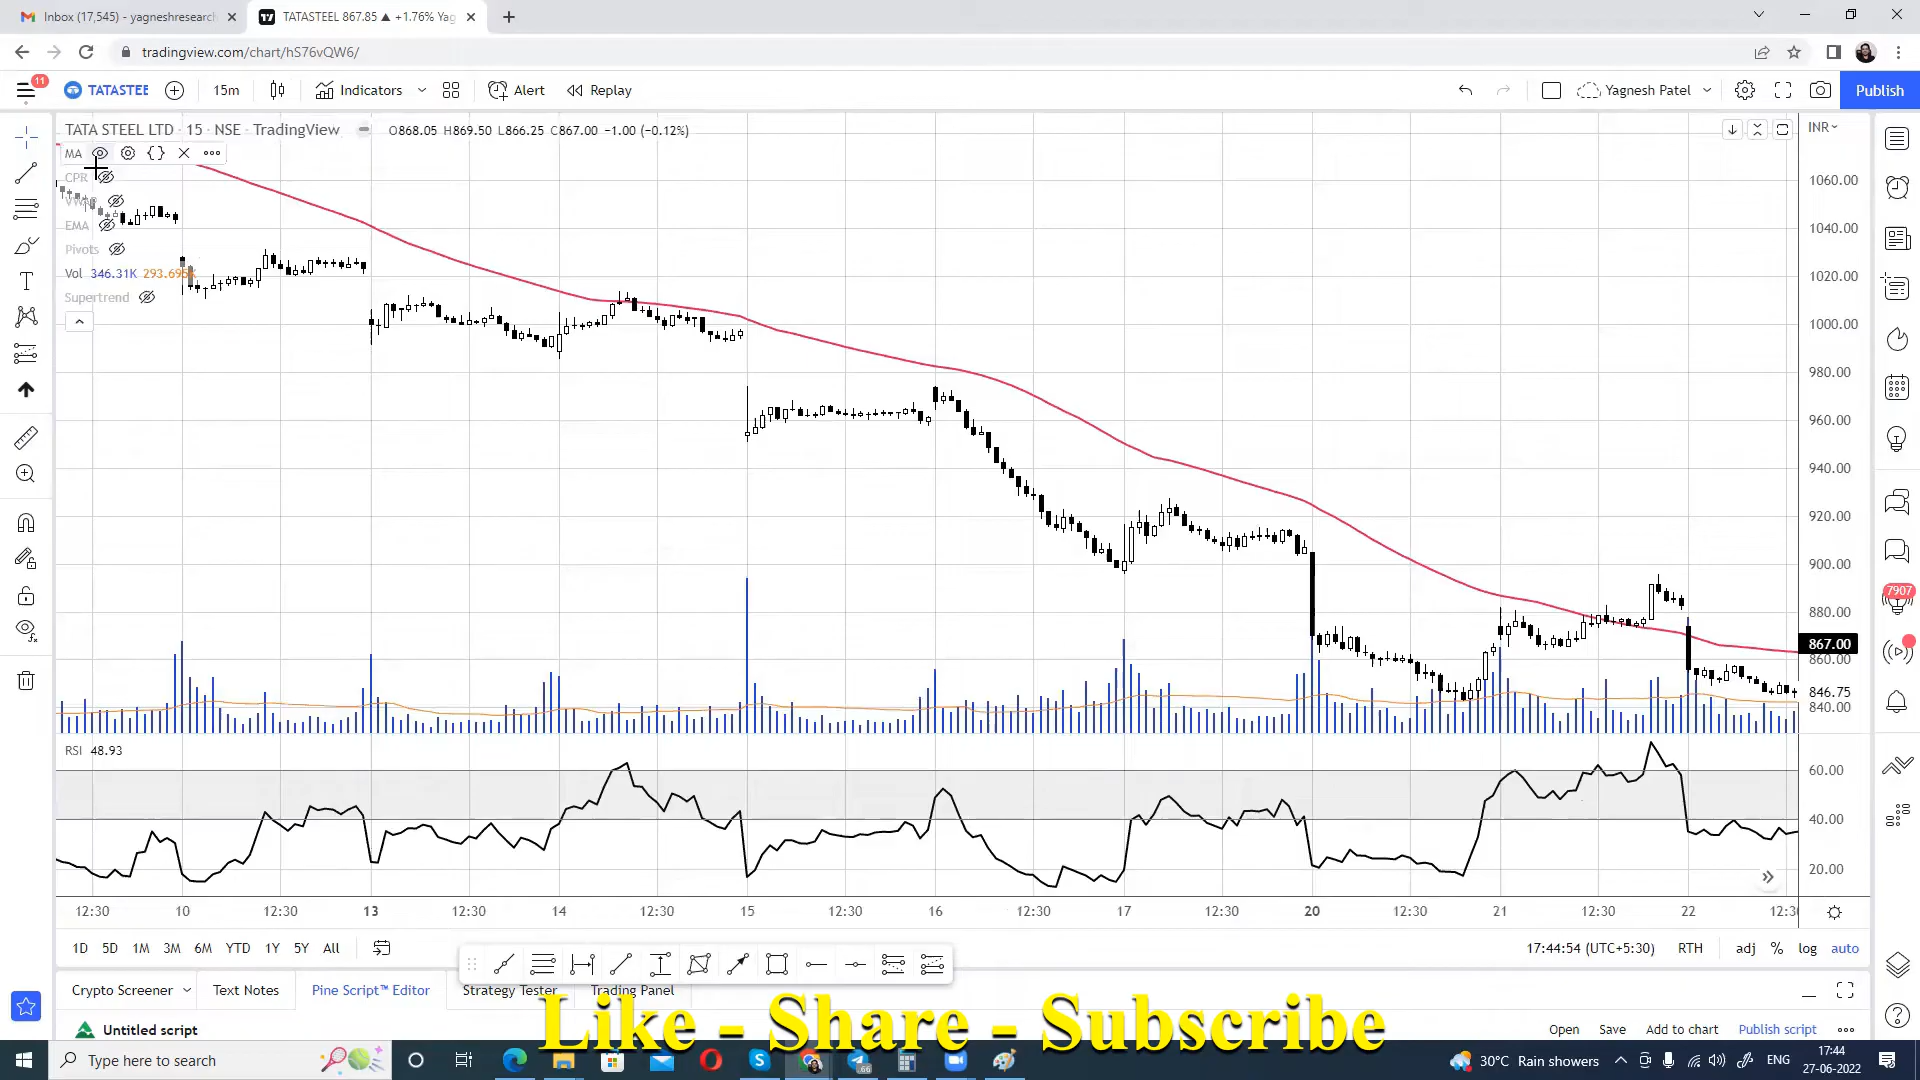 Inbox (17,545) - yagneshresearch
TATASTEEL 867.85 ▲ +1.76% Yag
tradingview.com/chart/hS76vQW6/
11
TATASTEE
15m
Indicators
Alert
Replay
Yagnesh Patel
Publish
TATA STEEL LTD · 15 · NSE · TradingView
O868.05 H869.50 L866.25 C867.00 −1.00 (−0.12%)
INR
MA
CPR
VWAP
EMA
Pivots
Vol 346.31K 293.695K
Supertrend
1060.00
1040.00
1020.00
1000.00
980.00
960.00
940.00
920.00
900.00
880.00
867.00
860.00
846.75
840.00
7907
RSI 48.93
60.00
40.00
20.00
12:30 10 12:30 13 12:30 14 12:30 15 12:30 16 12:30 17 12:30 20 12:30 21 12:30 22 12:30
1D 5D 1M 3M 6M YTD 1Y 5Y All
17:44:54 (UTC+5:30) RTH adj % log auto
Crypto Screener Text Notes Pine Script™ Editor Strategy Tester Trading Panel
Like - Share - Subscribe
Untitled script
Open Save Add to chart Publish script
Type here to search
66
30°C Rain showers
ENG
17:44
27-06-2022